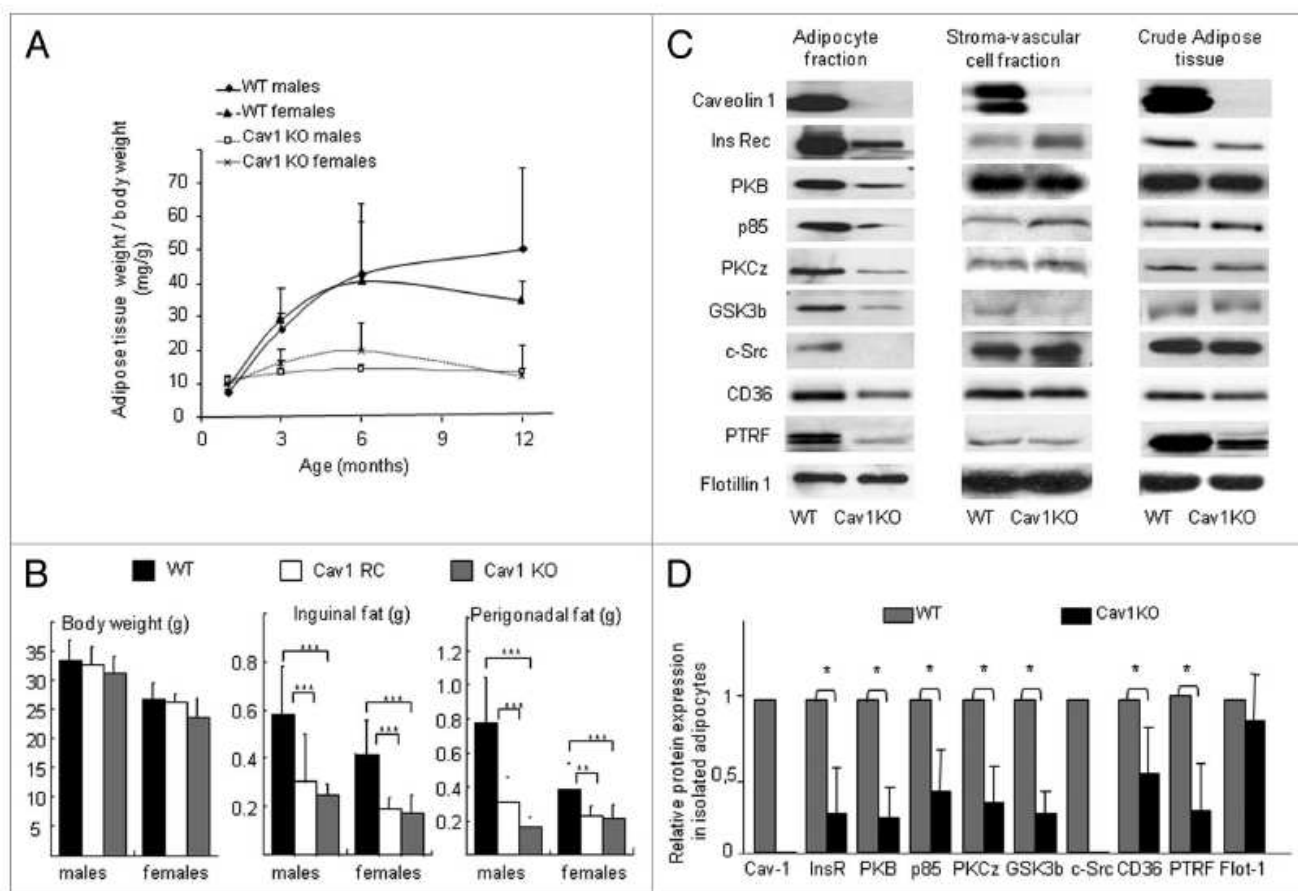 A
WT males
WT females
Cav1 KO males
Cav1 KO females
Adipose tissue weight / body weight
(mg/g)
70
60
50
40
30
20
10
0
0 3 6 12
Age (months)
C
Adipocyte fraction
Stroma-vascular cell fraction
Crude Adipose tissue
Caveolin 1
Ins Rec
PKB
p85
PKCz
GSK3b
c-Src
CD36
PTRF
Flotillin 1
WT Cav1KO WT Cav1KO WT Cav1KO
B
WT Cav1 RC Cav1 KO
Body weight (g)
35
30
25
20
15
10
5
males females
Inguinal fat (g)
0.8
0.6
0.4
0.2
*** *** *** ***
males females
Perigonadal fat (g)
1.2
1.0
0.8
0.6
0.4
0.2
*** *** *** **
males females
D
WT Cav1KO
Relative protein expression
in isolated adipocytes
1
0,5
0
* * * * * * *
Cav-1 InsR PKB p85 PKCz GSK3b c-Src CD36 PTRF Flot-1